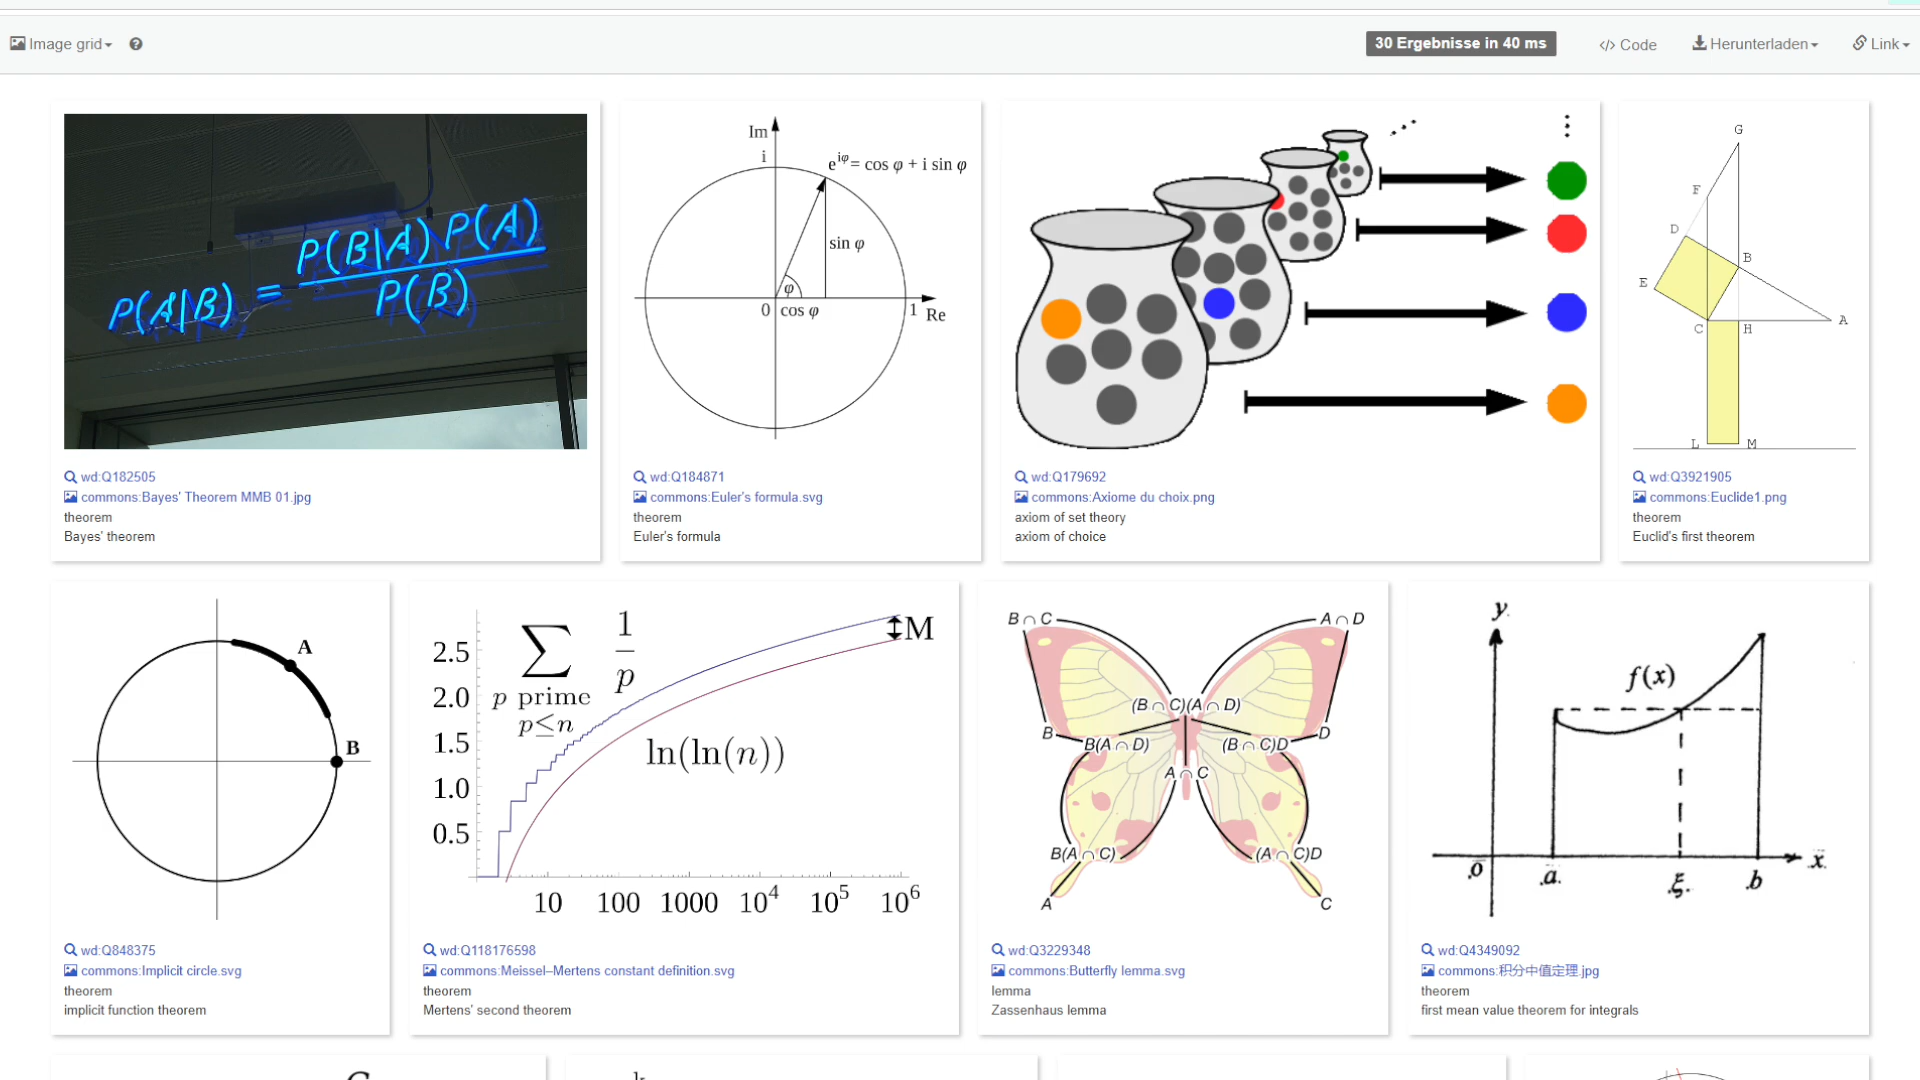 Image grid
30 Ergebnisse in 40 ms
</> Code
Herunterladen
Link
P(A|B) = P(B|A) P(A)
P(B)
wd:Q182505
commons:Bayes' Theorem MMB 01.jpg
theorem
Bayes' theorem
Im
i
e^iφ = cos φ + i sin φ
sin φ
φ
0
cos φ
1
Re
wd:Q184871
commons:Euler's formula.svg
theorem
Euler's formula
wd:Q179692
commons:Axiome du choix.png
axiom of set theory
axiom of choice
G
F
D
B
E
C
H
A
L
M
wd:Q3921905
commons:Euclide1.png
theorem
Euclid's first theorem
A
B
wd:Q848375
commons:Implicit circle.svg
theorem
implicit function theorem
2.5
2.0
1.5
1.0
0.5
∑ 1/p
p prime
p≤n
M
ln(ln(n))
10 100 1000 10^4 10^5 10^6
wd:Q118176598
commons:Meissel–Mertens constant definition.svg
theorem
Mertens' second theorem
B∩C
A∩D
(B∩C)(A∩D)
B
B(A∩D)
(B∩C)D
D
A∩C
B(A∩C)
(A∩C)D
A
C
wd:Q3229348
commons:Butterfly lemma.svg
lemma
Zassenhaus lemma
y
f(x)
o
a
ξ
b
x
wd:Q4349092
commons:积分中值定理.jpg
theorem
first mean value theorem for integrals